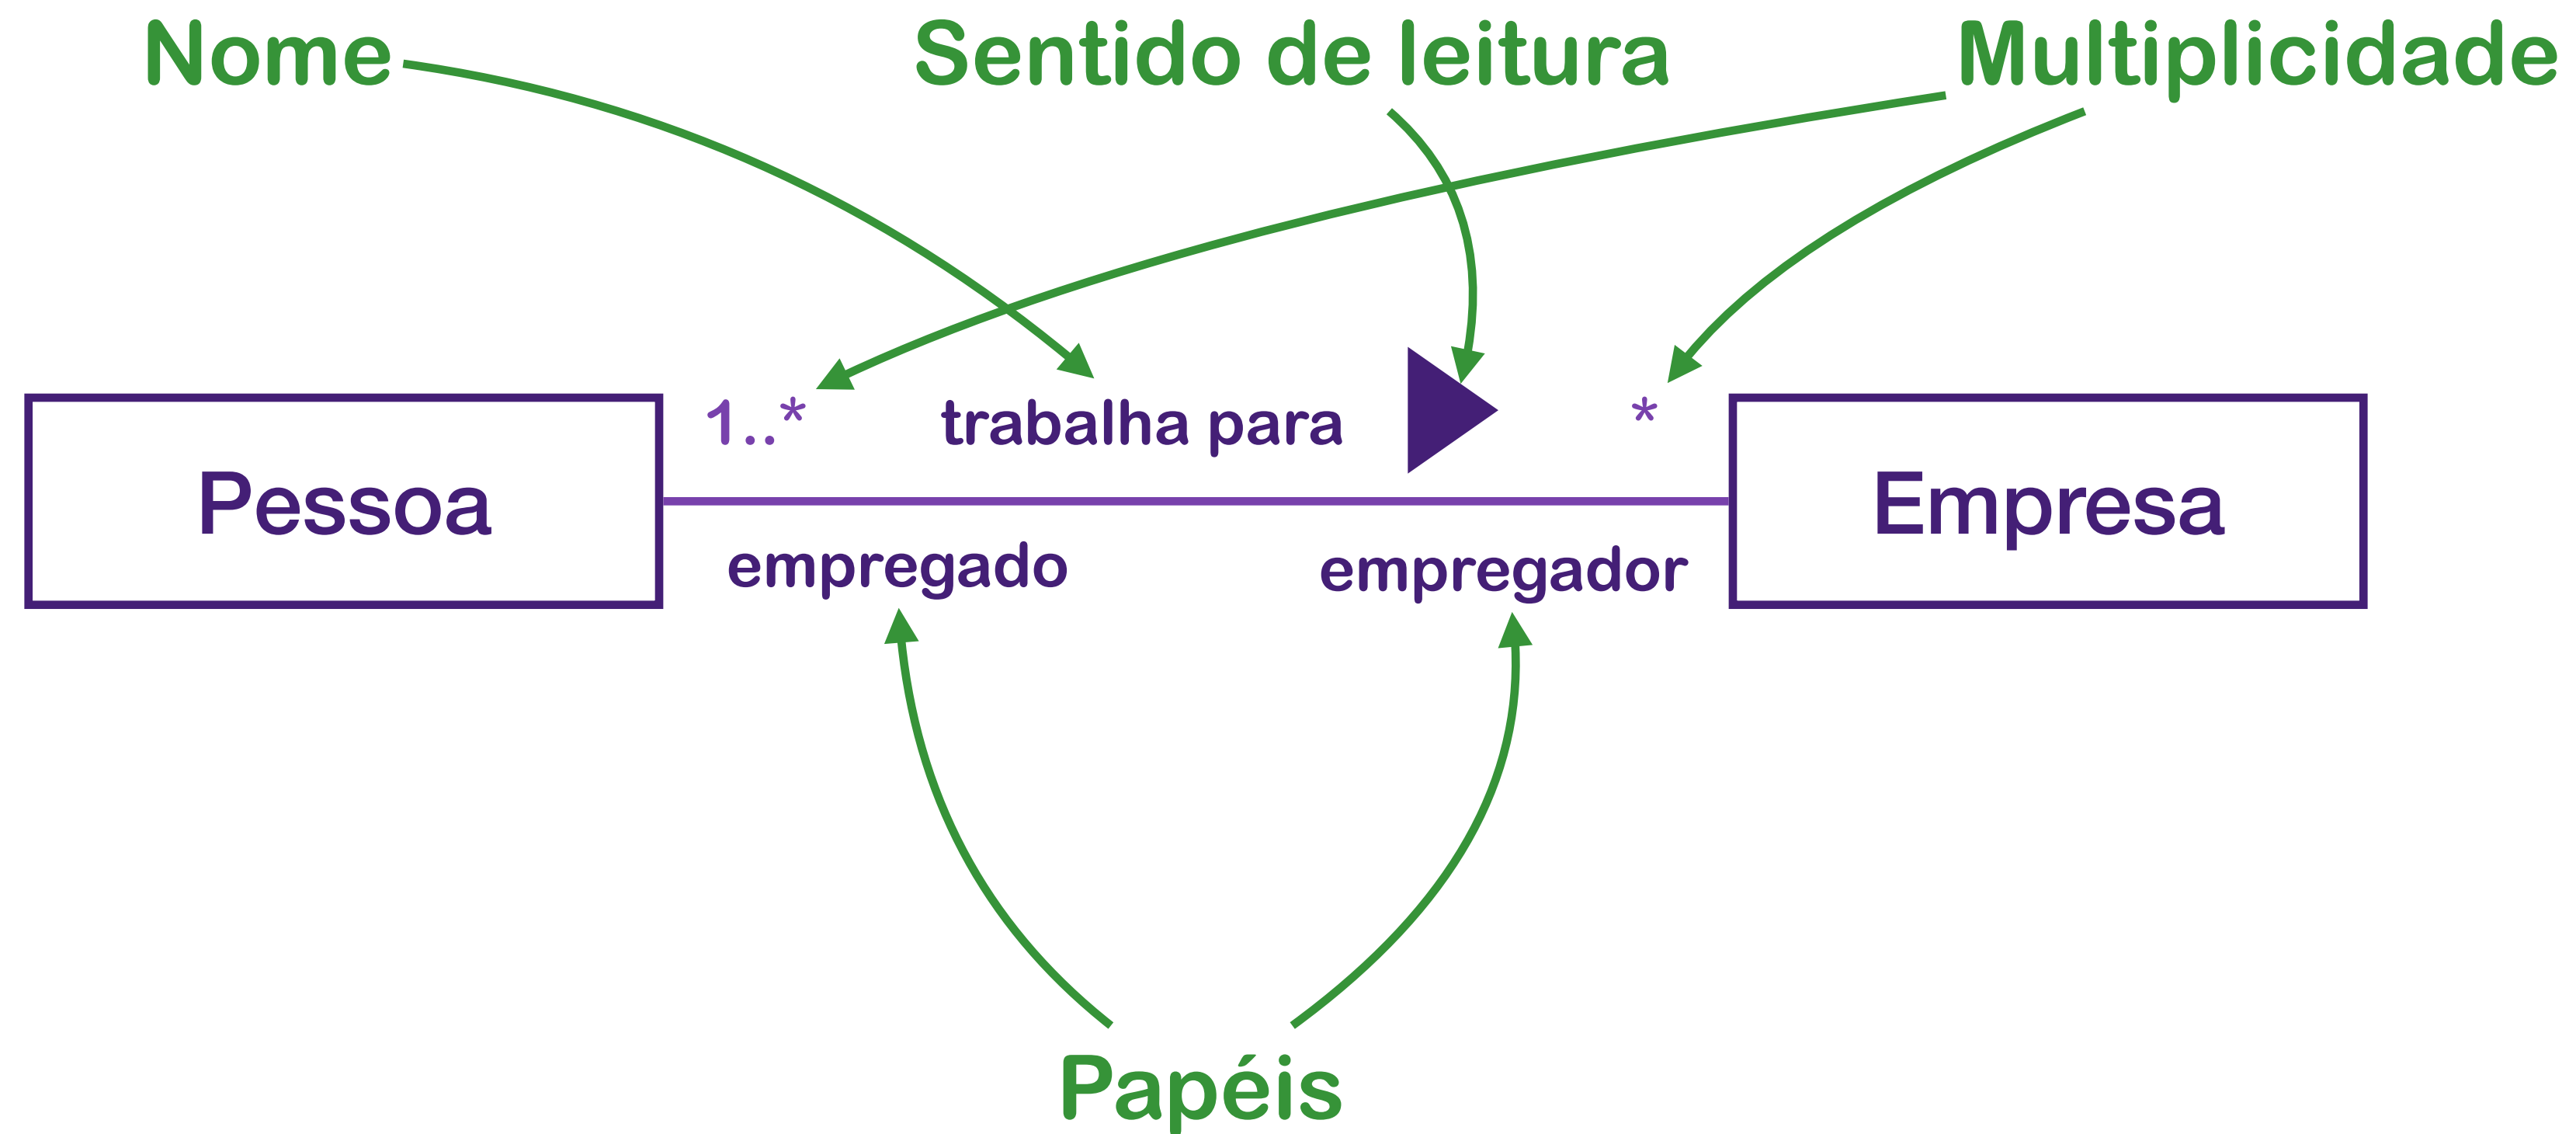 Nome
Sentido de leitura
Multiplicidade
1..*
trabalha para
*
Pessoa
Empresa
empregado
empregador
Papéis